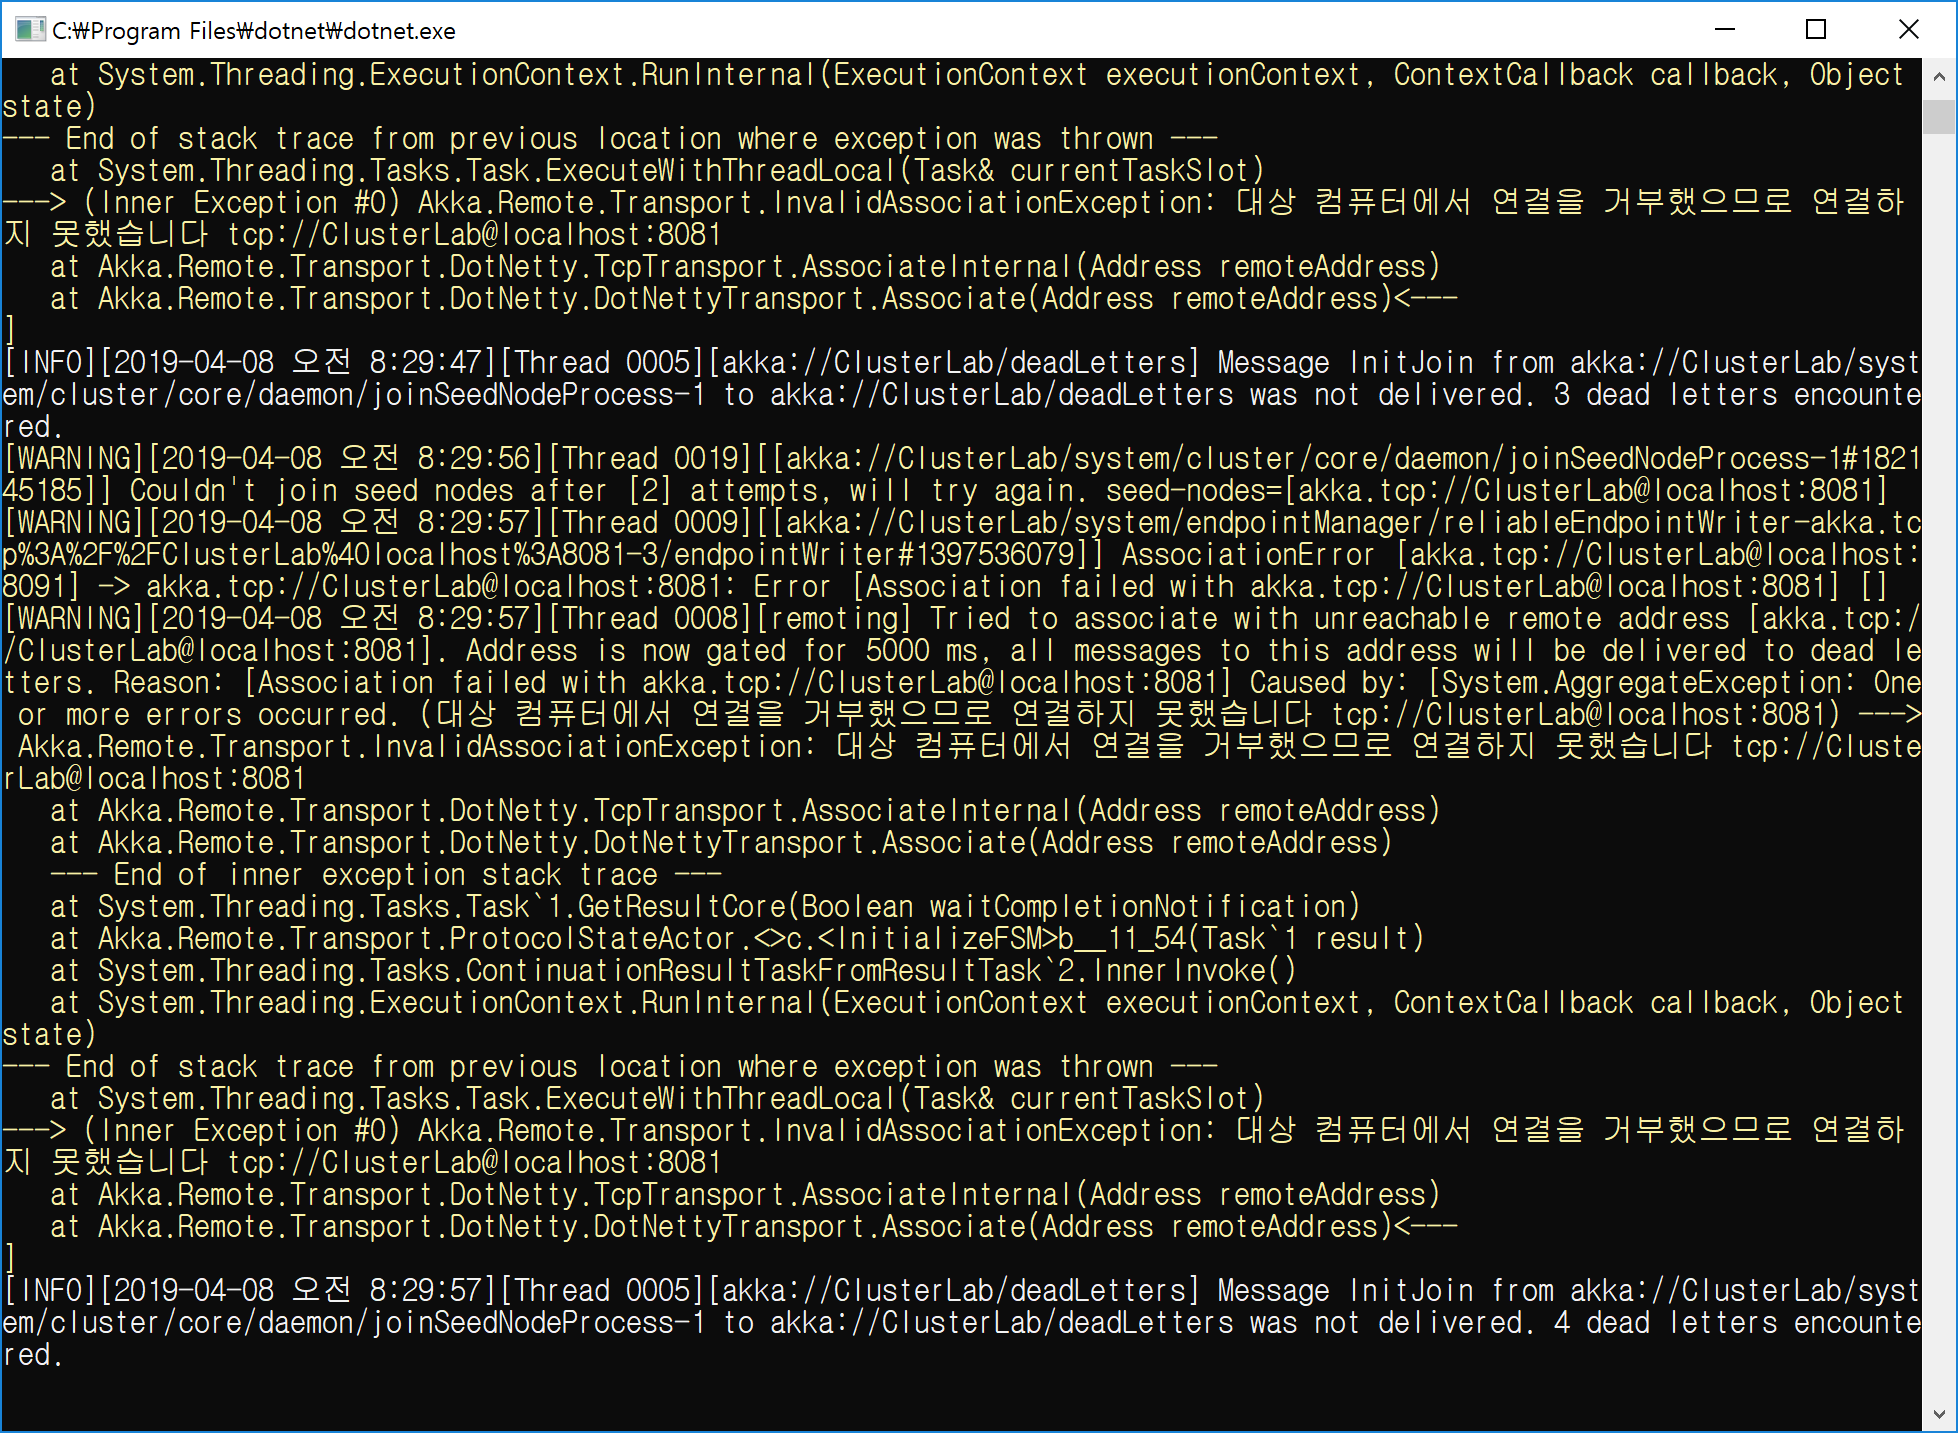 C:₩Program Files₩dotnet₩dotnet.exe
   at System.Threading.ExecutionContext.RunInternal(ExecutionContext executionContext, ContextCallback callback, Object
state)
--- End of stack trace from previous location where exception was thrown ---
   at System.Threading.Tasks.Task.ExecuteWithThreadLocal(Task& currentTaskSlot)
---> (Inner Exception #0) Akka.Remote.Transport.InvalidAssociationException: 대상 컴퓨터에서 연결을 거부했으므로 연결하
지 못했습니다 tcp://ClusterLab@localhost:8081
   at Akka.Remote.Transport.DotNetty.TcpTransport.AssociateInternal(Address remoteAddress)
   at Akka.Remote.Transport.DotNetty.DotNettyTransport.Associate(Address remoteAddress)<---
]
[INFO][2019-04-08 오전 8:29:47][Thread 0005][akka://ClusterLab/deadLetters] Message InitJoin from akka://ClusterLab/syst
em/cluster/core/daemon/joinSeedNodeProcess-1 to akka://ClusterLab/deadLetters was not delivered. 3 dead letters encounte
red.
[WARNING][2019-04-08 오전 8:29:56][Thread 0019][[akka://ClusterLab/system/cluster/core/daemon/joinSeedNodeProcess-1#1821
45185]] Couldn't join seed nodes after [2] attempts, will try again. seed-nodes=[akka.tcp://ClusterLab@localhost:8081]
[WARNING][2019-04-08 오전 8:29:57][Thread 0009][[akka://ClusterLab/system/endpointManager/reliableEndpointWriter-akka.tc
p%3A%2F%2FClusterLab%40localhost%3A8081-3/endpointWriter#1397536079]] AssociationError [akka.tcp://ClusterLab@localhost:
8091] -> akka.tcp://ClusterLab@localhost:8081: Error [Association failed with akka.tcp://ClusterLab@localhost:8081] []
[WARNING][2019-04-08 오전 8:29:57][Thread 0008][remoting] Tried to associate with unreachable remote address [akka.tcp:/
/ClusterLab@localhost:8081]. Address is now gated for 5000 ms, all messages to this address will be delivered to dead le
tters. Reason: [Association failed with akka.tcp://ClusterLab@localhost:8081] Caused by: [System.AggregateException: One
 or more errors occurred. (대상 컴퓨터에서 연결을 거부했으므로 연결하지 못했습니다 tcp://ClusterLab@localhost:8081) --->
 Akka.Remote.Transport.InvalidAssociationException: 대상 컴퓨터에서 연결을 거부했으므로 연결하지 못했습니다 tcp://Cluste
rLab@localhost:8081
   at Akka.Remote.Transport.DotNetty.TcpTransport.AssociateInternal(Address remoteAddress)
   at Akka.Remote.Transport.DotNetty.DotNettyTransport.Associate(Address remoteAddress)
   --- End of inner exception stack trace ---
   at System.Threading.Tasks.Task`1.GetResultCore(Boolean waitCompletionNotification)
   at Akka.Remote.Transport.ProtocolStateActor.<>c.<InitializeFSM>b__11_54(Task`1 result)
   at System.Threading.Tasks.ContinuationResultTaskFromResultTask`2.InnerInvoke()
   at System.Threading.ExecutionContext.RunInternal(ExecutionContext executionContext, ContextCallback callback, Object
state)
--- End of stack trace from previous location where exception was thrown ---
   at System.Threading.Tasks.Task.ExecuteWithThreadLocal(Task& currentTaskSlot)
---> (Inner Exception #0) Akka.Remote.Transport.InvalidAssociationException: 대상 컴퓨터에서 연결을 거부했으므로 연결하
지 못했습니다 tcp://ClusterLab@localhost:8081
   at Akka.Remote.Transport.DotNetty.TcpTransport.AssociateInternal(Address remoteAddress)
   at Akka.Remote.Transport.DotNetty.DotNettyTransport.Associate(Address remoteAddress)<---
]
[INFO][2019-04-08 오전 8:29:57][Thread 0005][akka://ClusterLab/deadLetters] Message InitJoin from akka://ClusterLab/syst
em/cluster/core/daemon/joinSeedNodeProcess-1 to akka://ClusterLab/deadLetters was not delivered. 4 dead letters encounte
red.